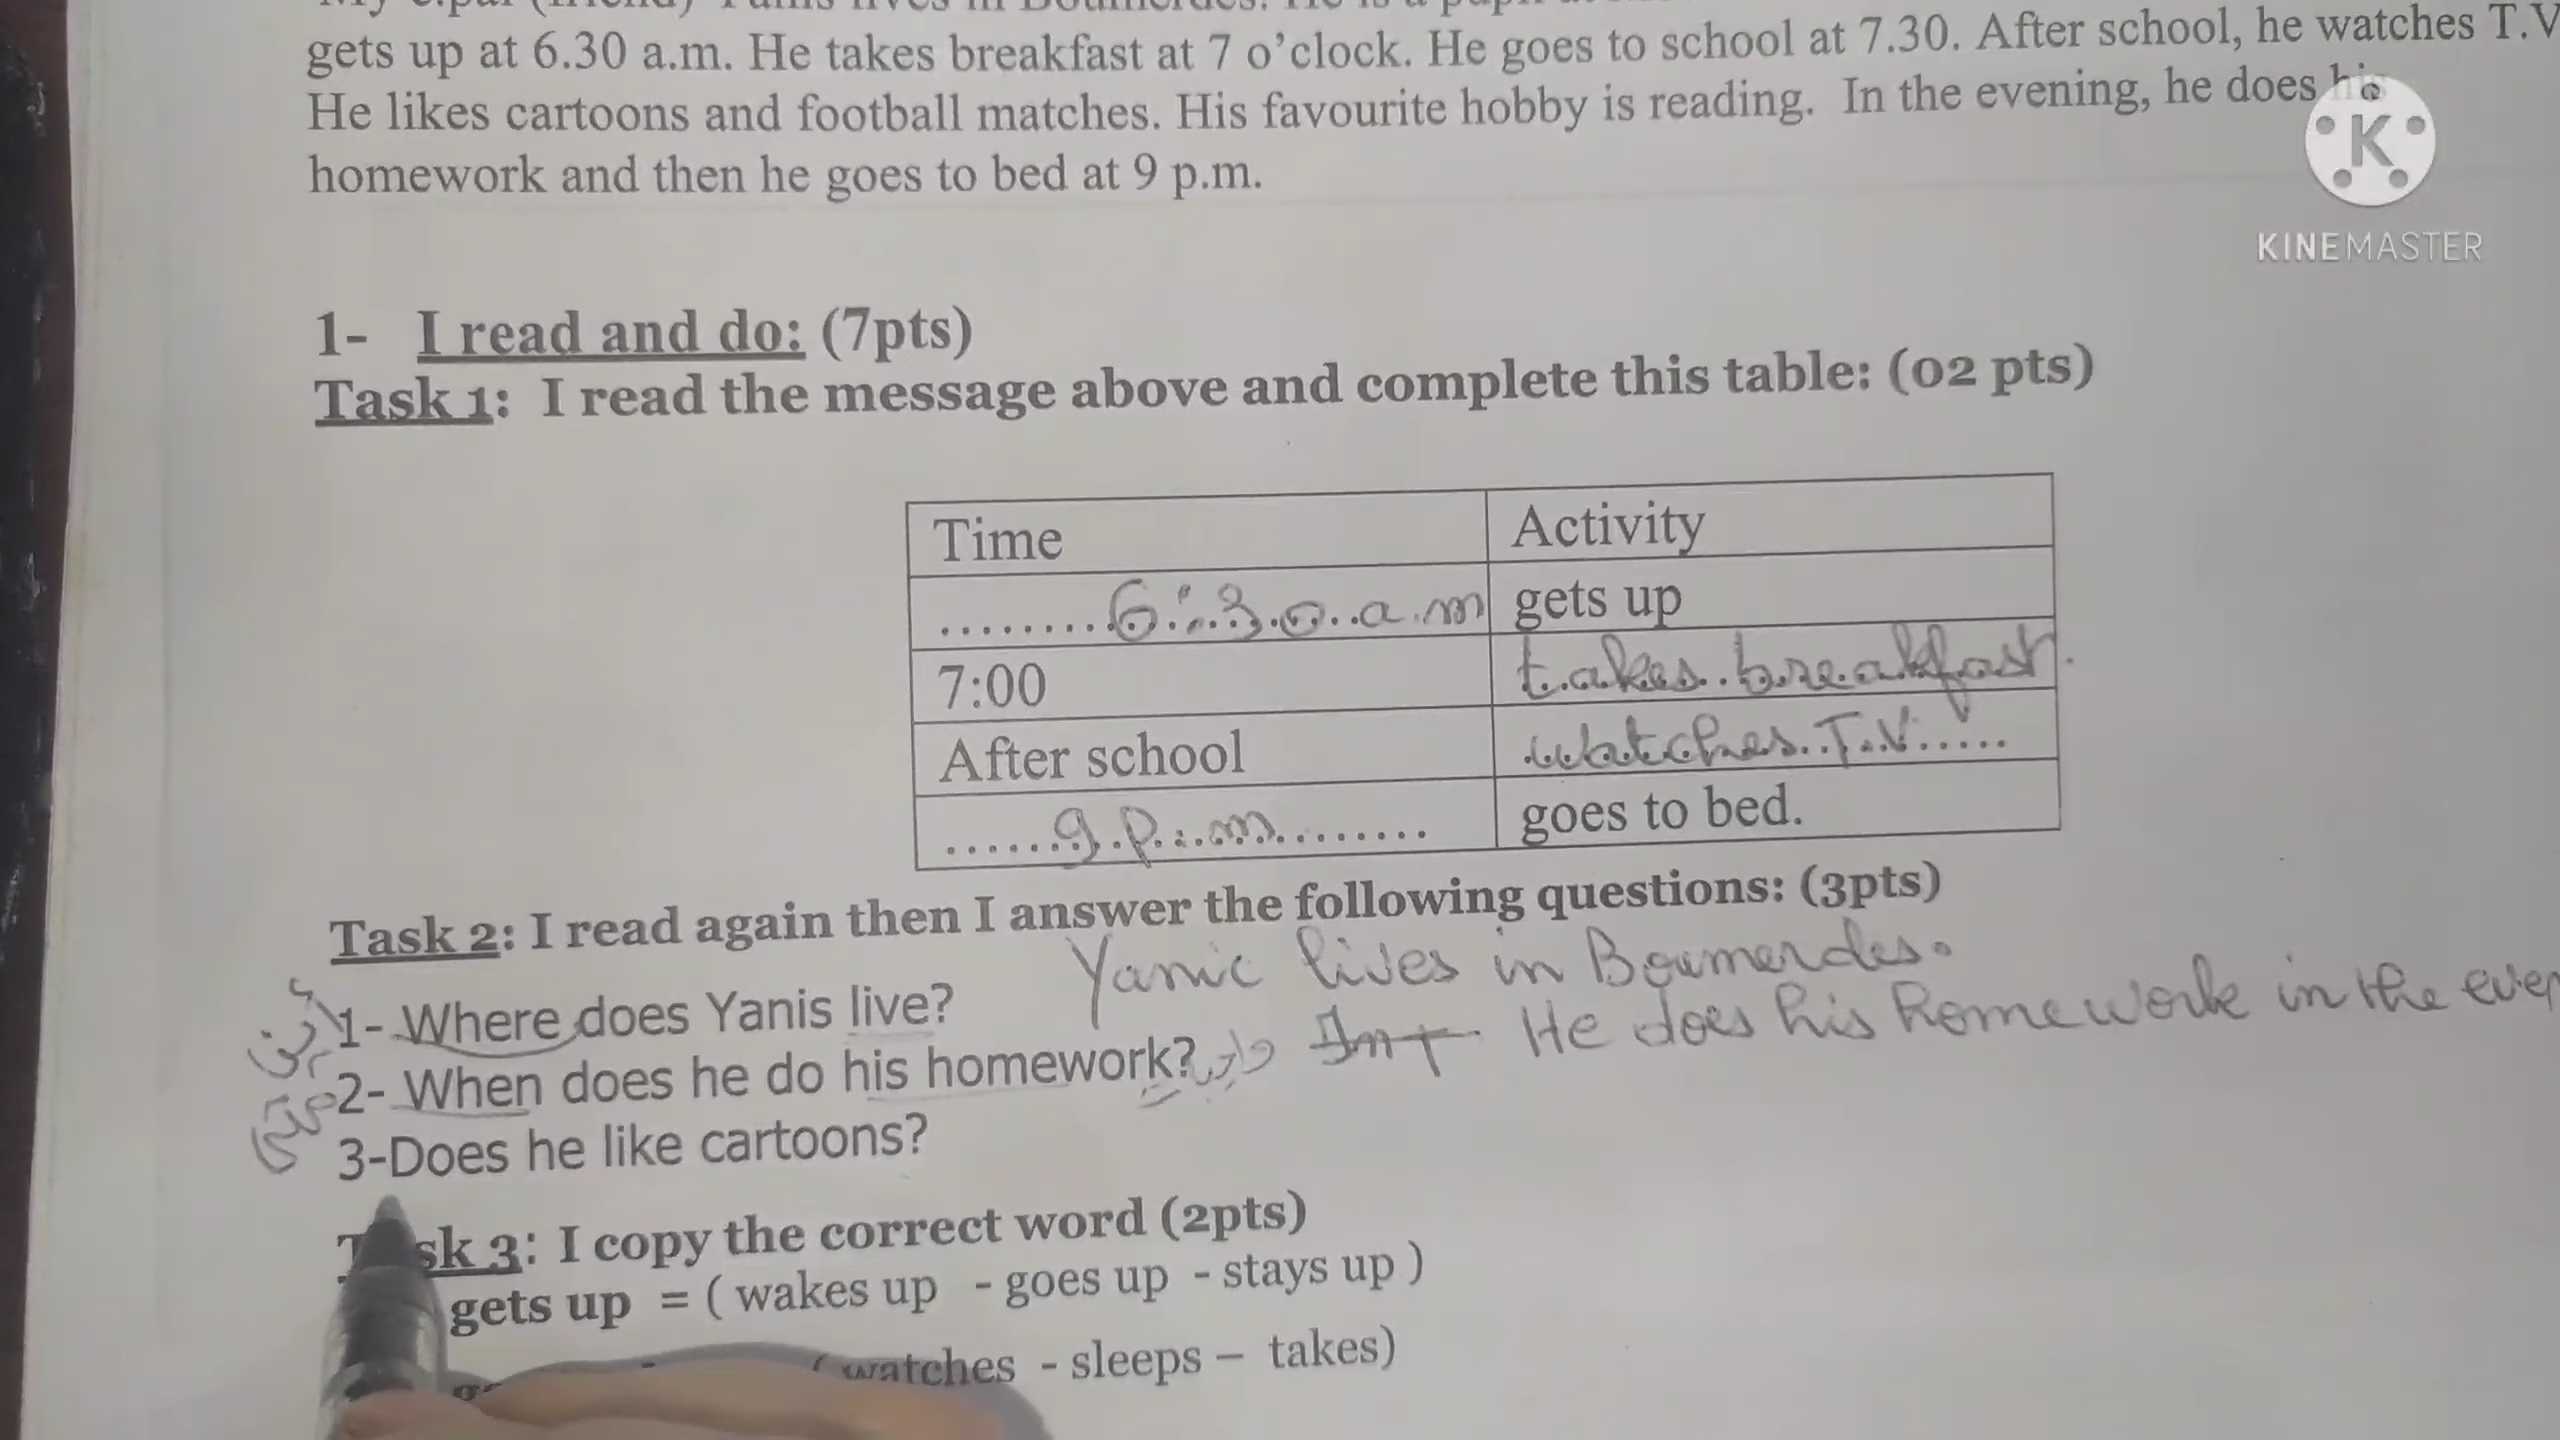 gets up at 6.30 a.m. He takes breakfast at 7 o'clock. He goes to school at 7.30. After school, he watches T.V
He likes cartoons and football matches. His favourite hobby is reading. In the evening, he does his
homework and then he goes to bed at 9 p.m.
K
KINEMASTER
1- I read and do: (7pts)
Task 1: I read the message above and complete this table: (02 pts)
Time Activity
.........6:30 a.m gets up
7:00 takes breakfast.
After school watches T.V.....
......9 p.m........ goes to bed.
Task 2: I read again then I answer the following questions: (3pts)
Yanic lives in Boumerdes.
1- Where does Yanis live?
He does his homework in the even
2- When does he do his homework?
3-Does he like cartoons?
sk 3: I copy the correct word (2pts)
gets up = ( wakes up - goes up - stays up )
( watches - sleeps – takes)